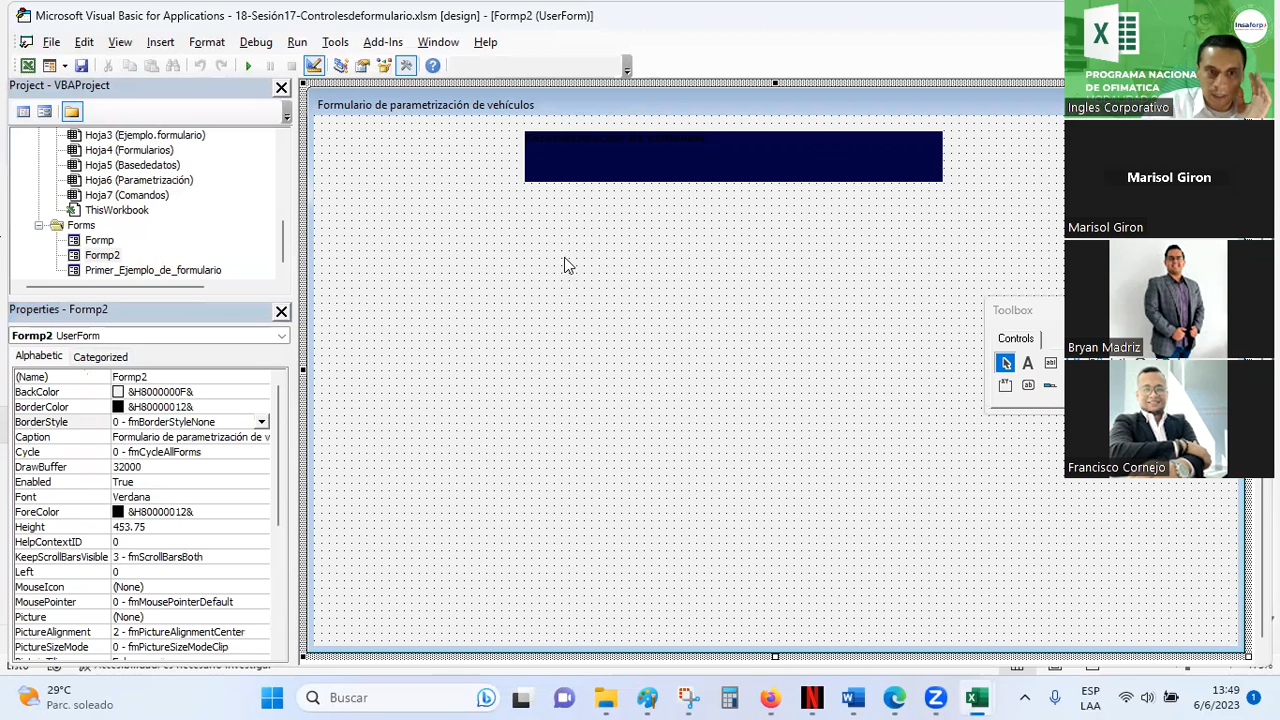 Microsoft Visual Basic for Applications - 18-Sesión17-Controlesdeformulario.xlsm [design] - [Formp2 (UserForm)]
File Edit View Insert Format Debug Run Tools Add-Ins Window Help
Project - VBAProject
Hoja3 (Ejemplo.formulario)
Hoja4 (Formularios)
Hoja5 (Basededatos)
Hoja6 (Parametrización)
Hoja7 (Comandos)
ThisWorkbook
Forms
Formp
Formp2
Primer_Ejemplo_de_formulario
Properties - Formp2
Formp2 UserForm
Alphabetic Categorized
(Name) Formp2
BackColor &H8000000F&
BorderColor &H80000012&
BorderStyle 0 - fmBorderStyleNone
Caption Formulario de parametrización de v
Cycle 0 - fmCycleAllForms
DrawBuffer 32000
Enabled True
Font Verdana
ForeColor &H80000012&
Height 453.75
HelpContextID 0
KeepScrollBarsVisible 3 - fmScrollBarsBoth
Left 0
MouseIcon (None)
MousePointer 0 - fmMousePointerDefault
Picture (None)
PictureAlignment 2 - fmPictureAlignmentCenter
PictureSizeMode 0 - fmPictureSizeModeClip
Formulario de parametrización de vehículos
Toolbox
Controls
A
ab|
XY
ab
X
Insaforp
PROGRAMA NACIONA
DE OFIMATICA
Ingles Corporativo
Marisol Giron
Marisol Giron
Bryan Madriz
Francisco Cornejo
29°C
Parc. soleado
Buscar
ESP
LAA
13:49
6/6/2023
1